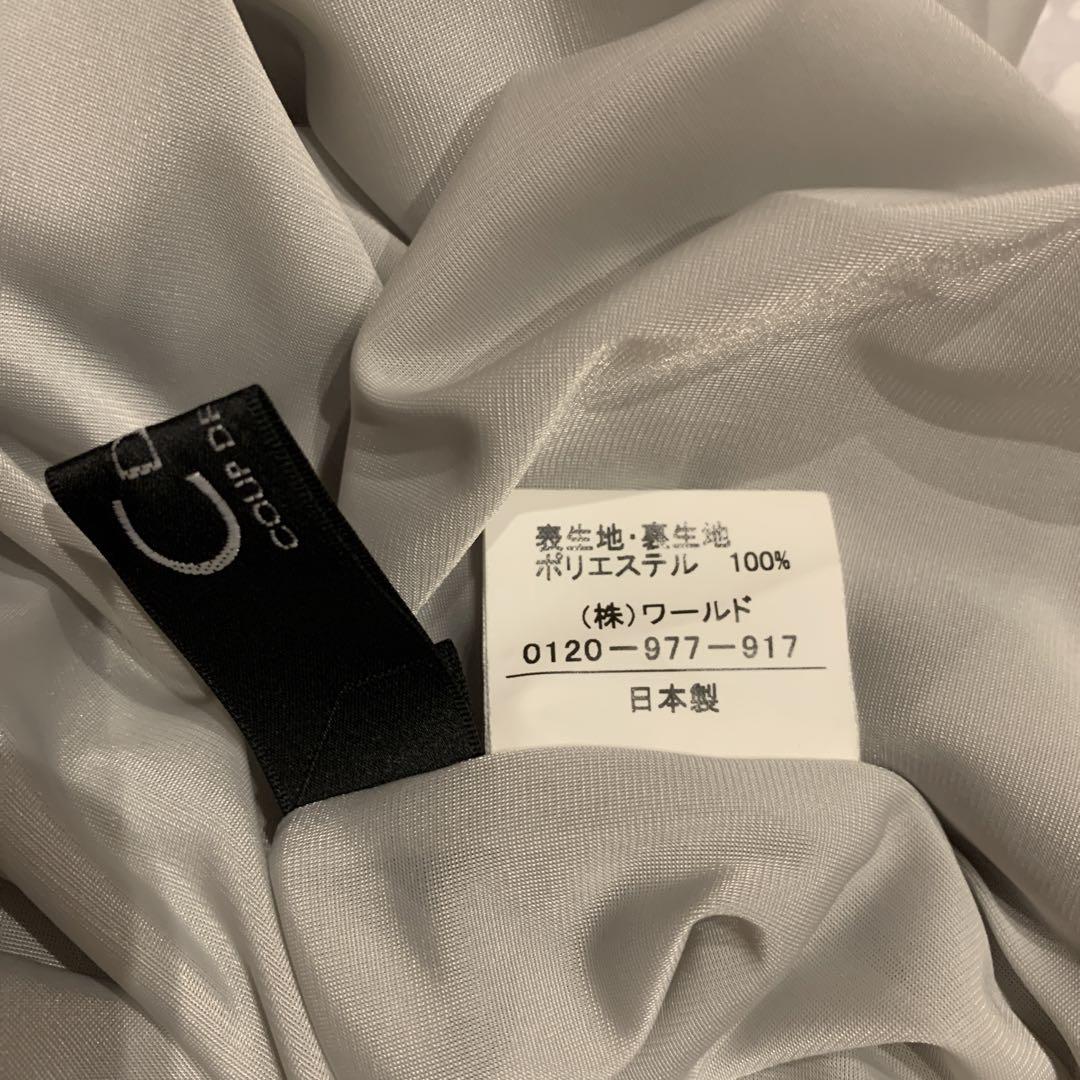 COUP DE
C D
表生地・裏生地
ポリエステル 100%
(株)ワールド
0120-977-917
日本製